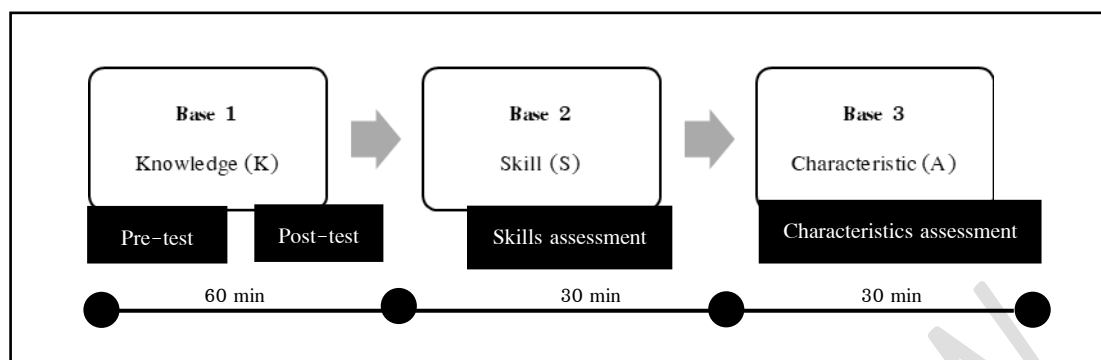 Base 1
Knowledge (K)
Base 2
Skill (S)
Base 3
Characteristic (A)
Pre-test
Post-test
Skills assessment
Characteristics assessment
60 min
30 min
30 min